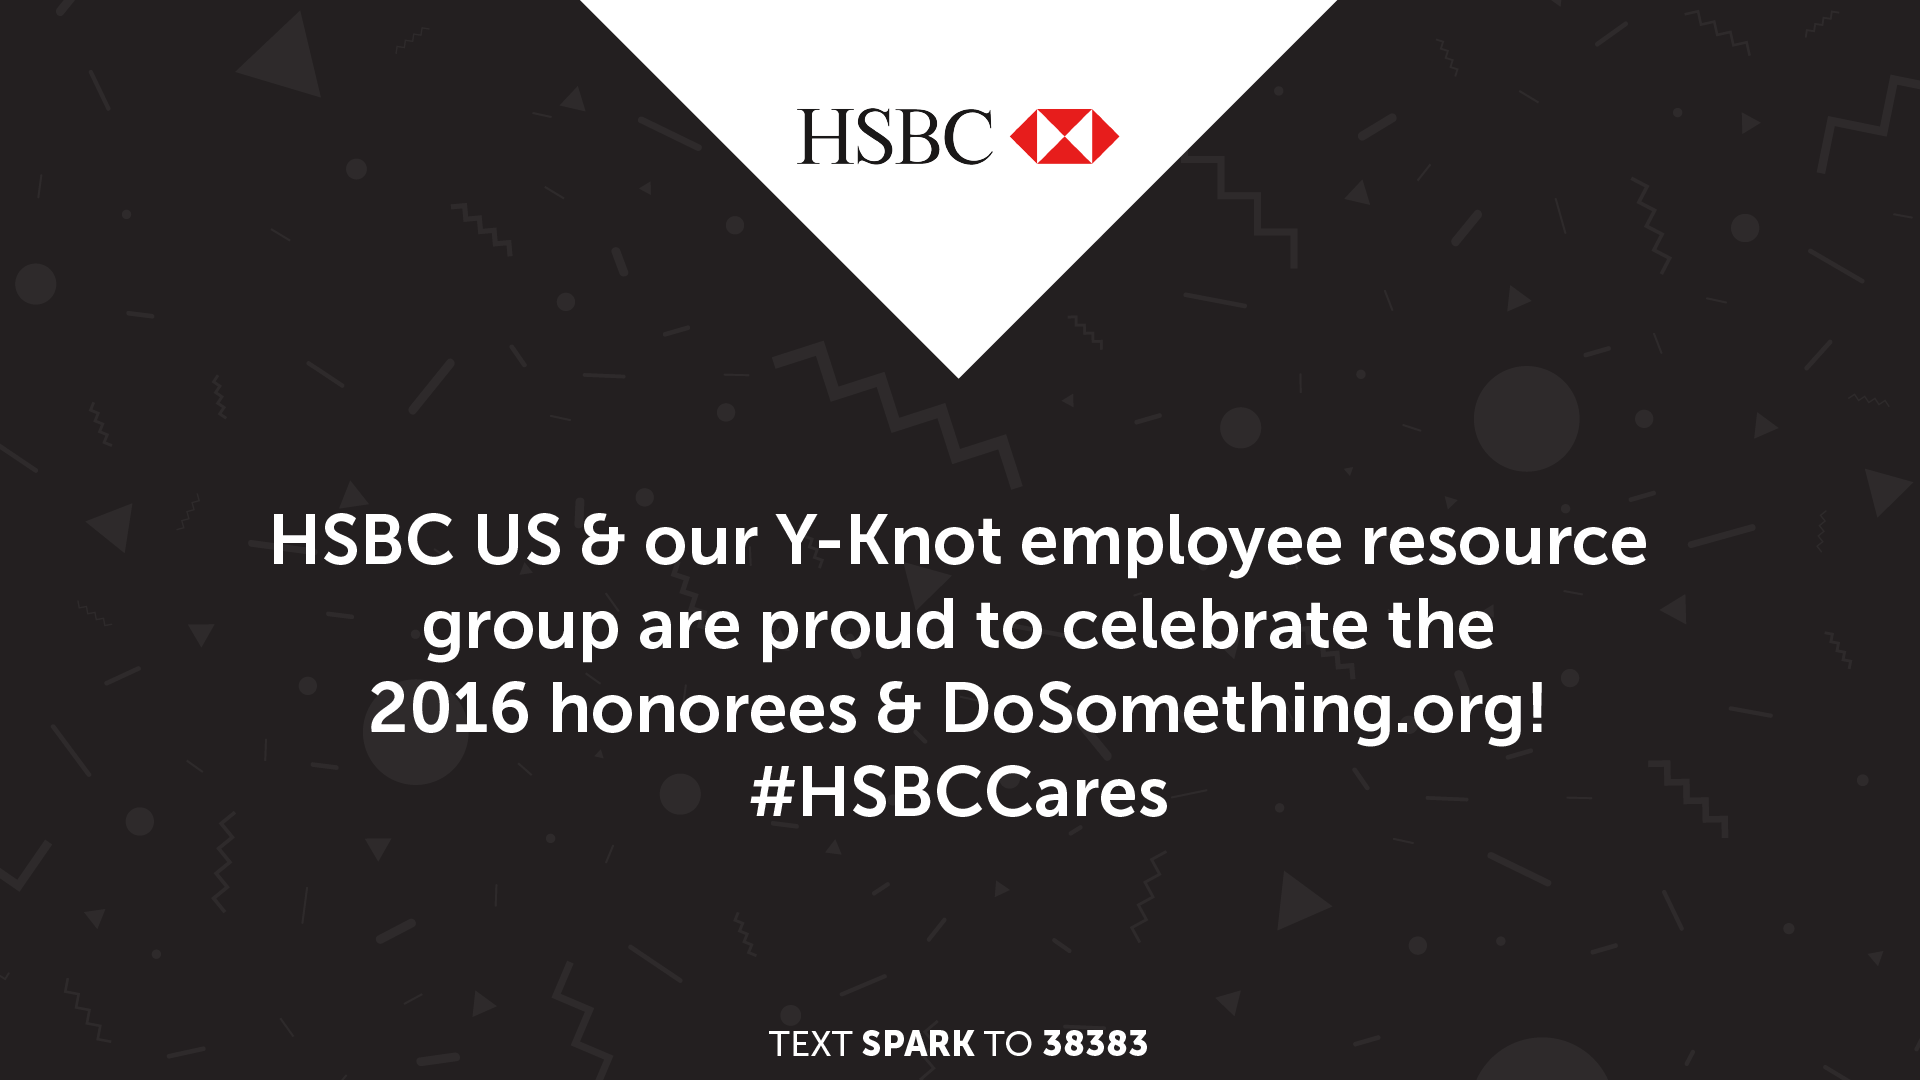 HSBC
HSBC US & our Y-Knot employee resource
group are proud to celebrate the
2016 honorees & DoSomething.org!
#HSBCCares
TEXT SPARK TO 38383